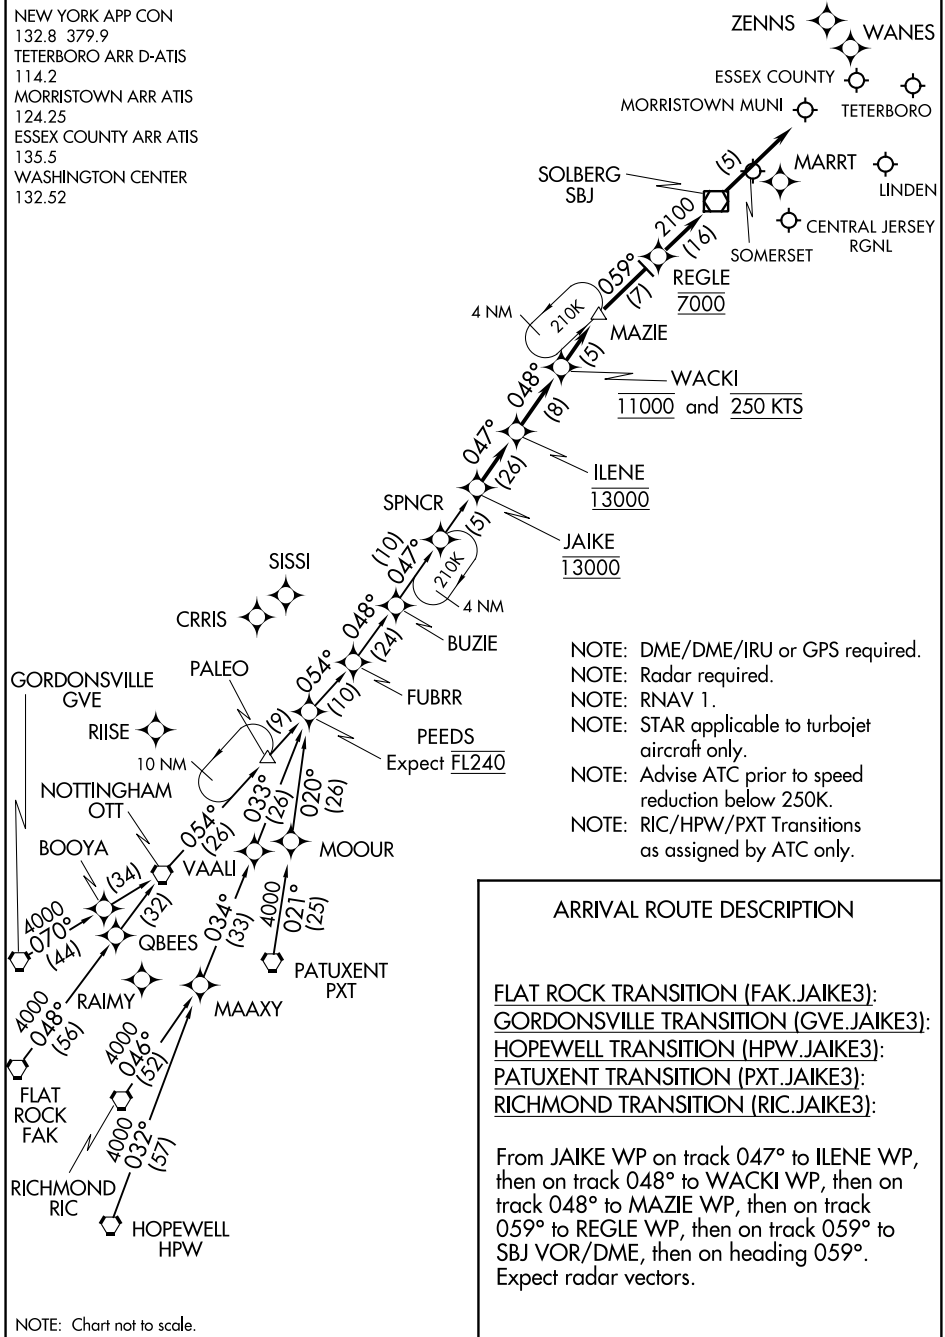 NEW YORK APP CON
132.8 379.9
TETERBORO ARR D-ATIS
114.2
MORRISTOWN ARR ATIS
124.25
ESSEX COUNTY ARR ATIS
135.5
WASHINGTON CENTER
132.52
ZENNS
WANES
ESSEX COUNTY
TETERBORO
MORRISTOWN MUNI
(5)
MARRT
LINDEN
SOLBERG
SBJ
CENTRAL JERSEY
RGNL
SOMERSET
2100
(16)
REGLE
7000
059°
(7)
4 NM
210K
MAZIE
(5)
WACKI
11000 and 250 KTS
048°
(8)
047°
(26)
ILENE
13000
SPNCR
(5)
JAIKE
13000
(10)
047°
210K
4 NM
SISSI
CRRIS
048°
(24)
BUZIE
PALEO
054°
(10)
FUBRR
GORDONSVILLE
GVE
RIISE
(9)
PEEDS
Expect FL240
10 NM
NOTTINGHAM
OTT
054°
(26)
033°
(26)
020°
(26)
BOOYA
VAALI
MOOUR
(34)
(32)
4000
070°
(44)
QBEES
034°
(33)
4000
021°
(25)
PATUXENT
PXT
RAIMY
MAAXY
4000
048°
(56)
4000
046°
(52)
FLAT
ROCK
FAK
4000
032°
(57)
RICHMOND
RIC
HOPEWELL
HPW
NOTE: DME/DME/IRU or GPS required.
NOTE: Radar required.
NOTE: RNAV 1.
NOTE: STAR applicable to turbojet
aircraft only.
NOTE: Advise ATC prior to speed
reduction below 250K.
NOTE: RIC/HPW/PXT Transitions
as assigned by ATC only.
ARRIVAL ROUTE DESCRIPTION
FLAT ROCK TRANSITION (FAK.JAIKE3):
GORDONSVILLE TRANSITION (GVE.JAIKE3):
HOPEWELL TRANSITION (HPW.JAIKE3):
PATUXENT TRANSITION (PXT.JAIKE3):
RICHMOND TRANSITION (RIC.JAIKE3):
From JAIKE WP on track 047° to ILENE WP,
then on track 048° to WACKI WP, then on
track 048° to MAZIE WP, then on track
059° to REGLE WP, then on track 059° to
SBJ VOR/DME, then on heading 059°.
Expect radar vectors.
NOTE: Chart not to scale.